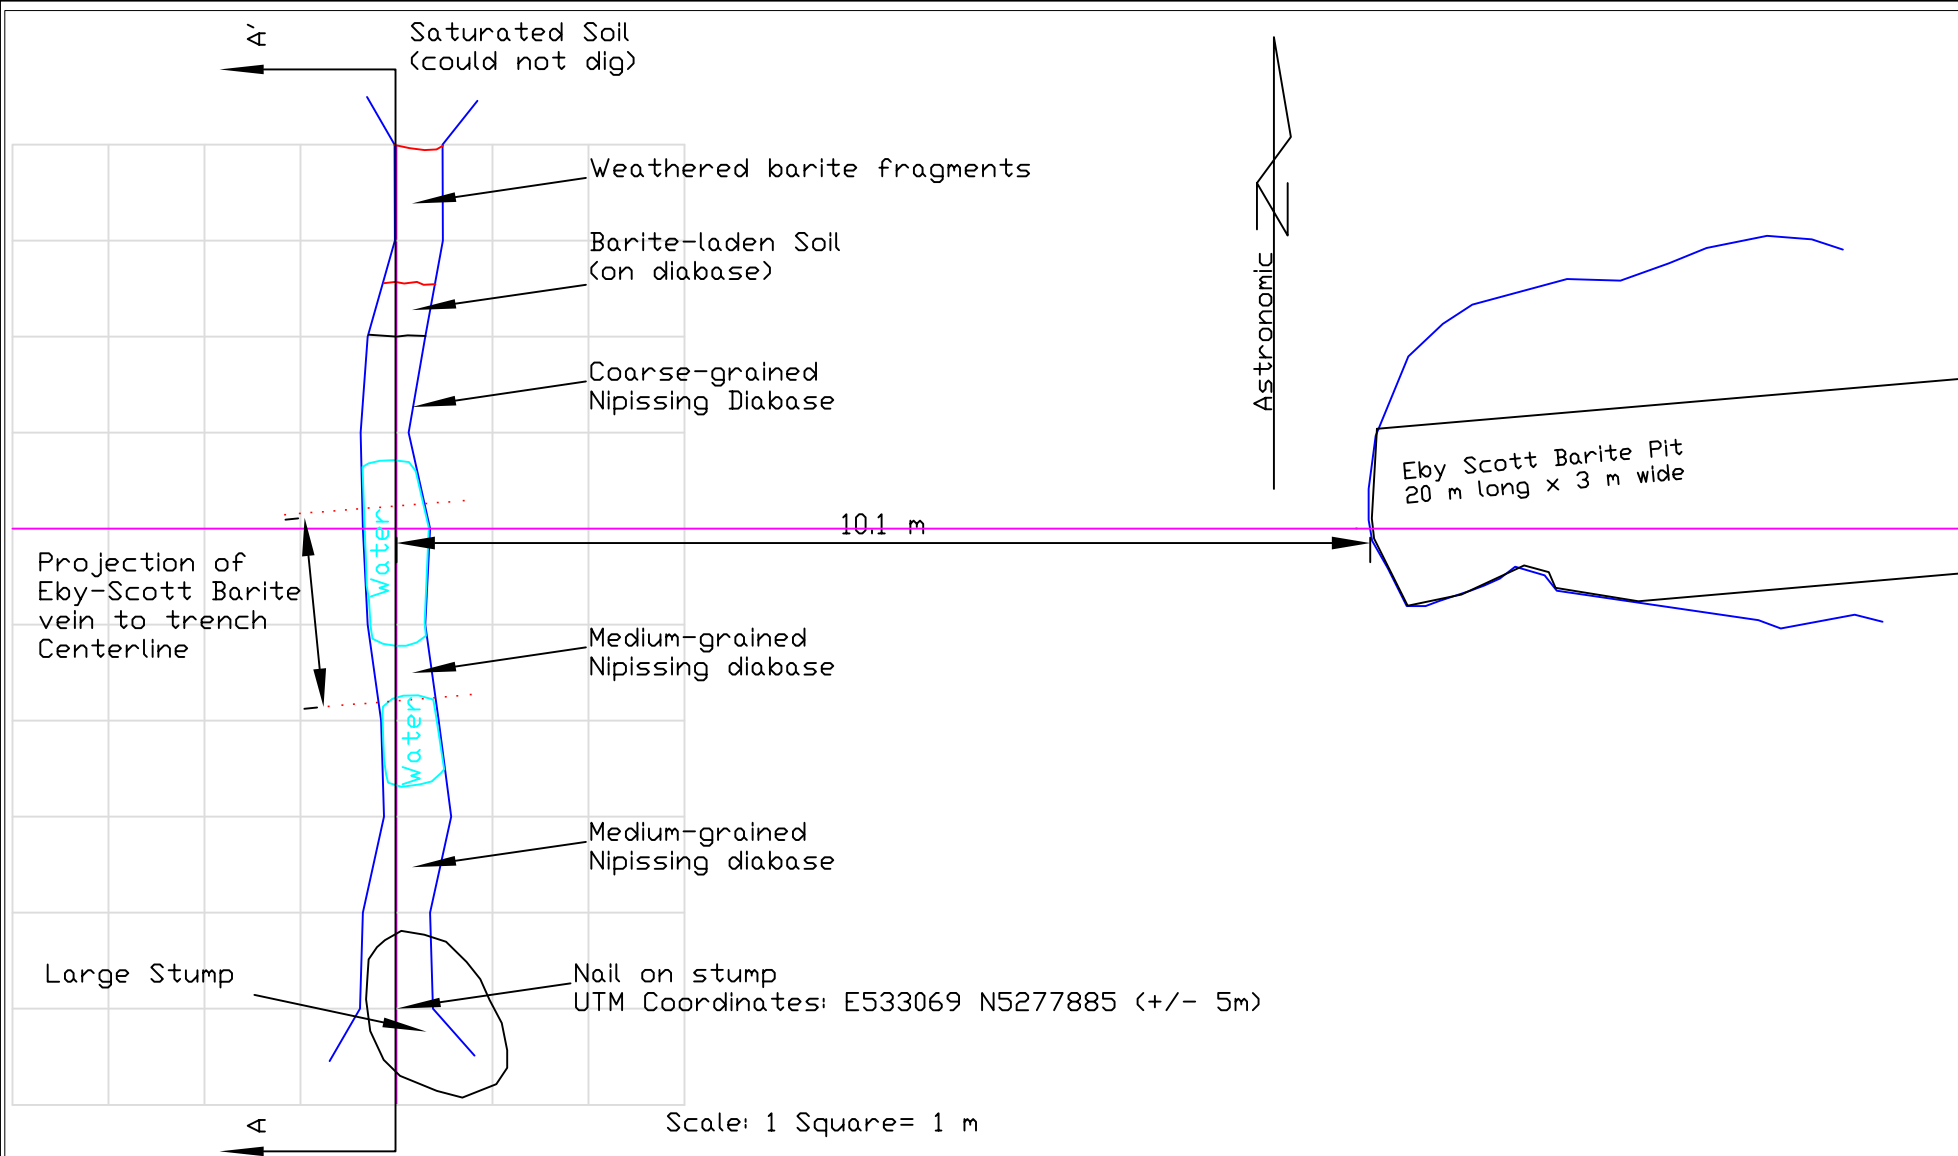 A'
Saturated Soil
(could not dig)
Weathered barite fragments
Barite-laden Soil
(on diabase)
Astronomic
N
Coarse-grained
Nipissing Diabase
Eby Scott Barite Pit
20 m long x 3 m wide
Water
10.1 m
Projection of
Eby-Scott Barite
vein to trench
Centerline
Medium-grained
Nipissing diabase
Water
Medium-grained
Nipissing diabase
Large Stump
Nail on stump
UTM Coordinates: E533069 N5277885 (+/- 5m)
A
Scale: 1 Square= 1 m